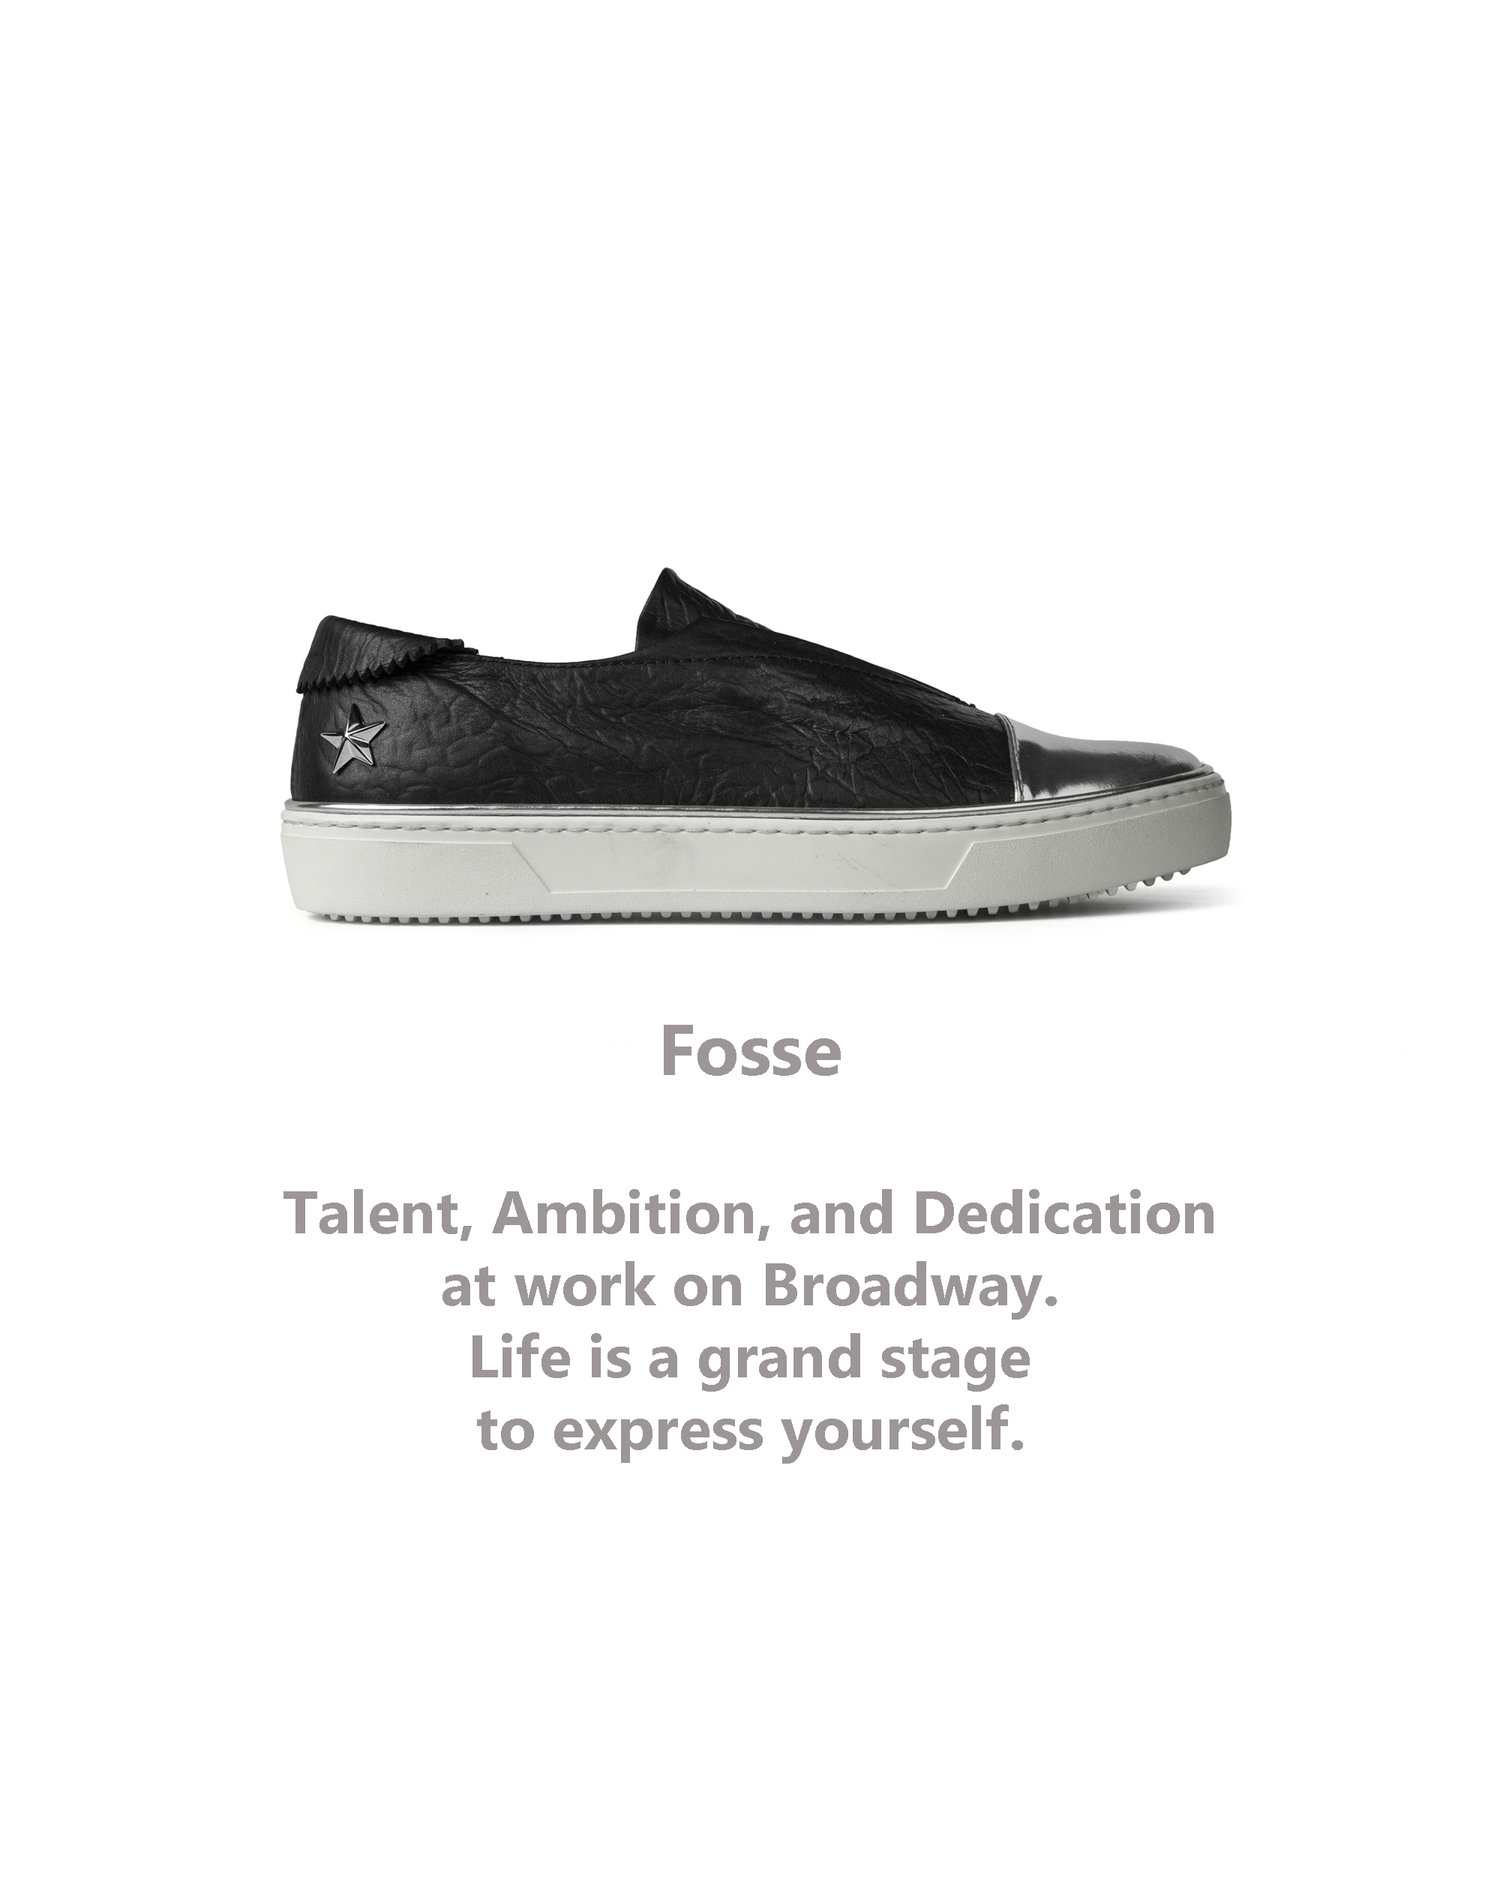 Fosse
Talent, Ambition, and Dedication
at work on Broadway.
Life is a grand stage
to express yourself.